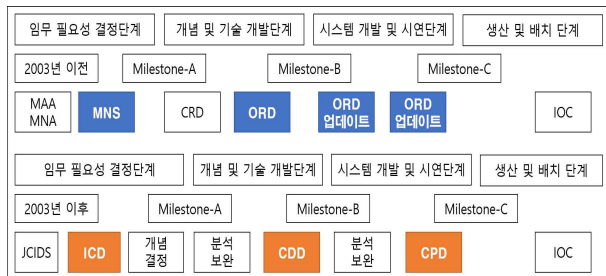 임무 필요성 결정단계 개념 및 기술 개발단계 시스템 개발 및 시연단계 생산 및 배치 단계
2003년 이전 Milestone-A Milestone-B Milestone-C
MAA MNS CRD ORD ORD ORD IOC
MNA 업데이트 업데이트
임무 필요성 결정단계 개념 및 기술 개발단계 시스템 개발 및 시연단계 생산 및 배치 단계
2003년 이후 Milestone-A Milestone-B Milestone-C
JCIDS ICD 개념 분석 CDD 분석 CPD IOC
결정 보완 보완